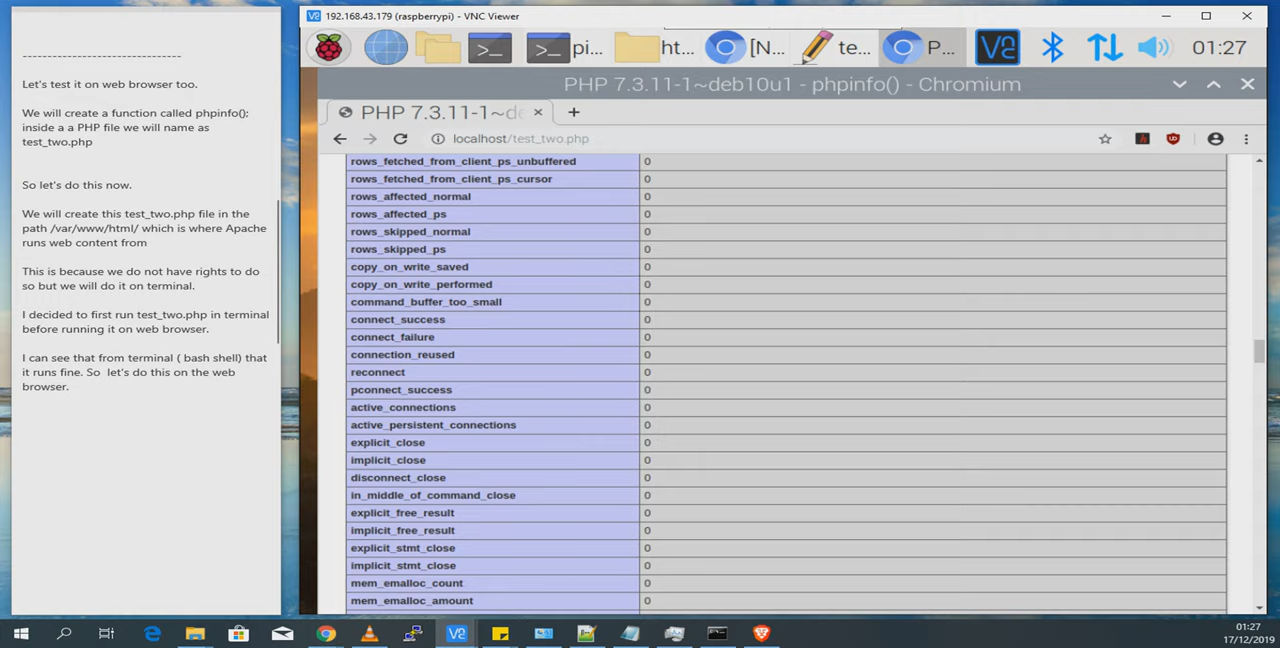 192.168.43.179 (raspberrypi) - VNC Viewer
pi...
ht...
[N...
te...
P...
01:27
PHP 7.3.11-1~deb10u1 - phpinfo() - Chromium
PHP 7.3.11-1~de
localhost/test_two.php
-------------------------------
Let's test it on web browser too.
We will create a function called phpinfo();
inside a a PHP file we will name as
test_two.php
So let's do this now.
We will create this test_two.php file in the
path /var/www/html/ which is where Apache
runs web content from
This is because we do not have rights to do
so but we will do it on terminal.
I decided to first run test_two.php in terminal
before running it on web browser.
I can see that from terminal ( bash shell) that
it runs fine. So let's do this on the web
browser.
rows_fetched_from_client_ps_unbuffered 0
rows_fetched_from_client_ps_cursor 0
rows_affected_normal 0
rows_affected_ps 0
rows_skipped_normal 0
rows_skipped_ps 0
copy_on_write_saved 0
copy_on_write_performed 0
command_buffer_too_small 0
connect_success 0
connect_failure 0
connection_reused 0
reconnect 0
pconnect_success 0
active_connections 0
active_persistent_connections 0
explicit_close 0
implicit_close 0
disconnect_close 0
in_middle_of_command_close 0
explicit_free_result 0
implicit_free_result 0
explicit_stmt_close 0
implicit_stmt_close 0
mem_emalloc_count 0
mem_emalloc_amount 0
01:27
17/12/2019